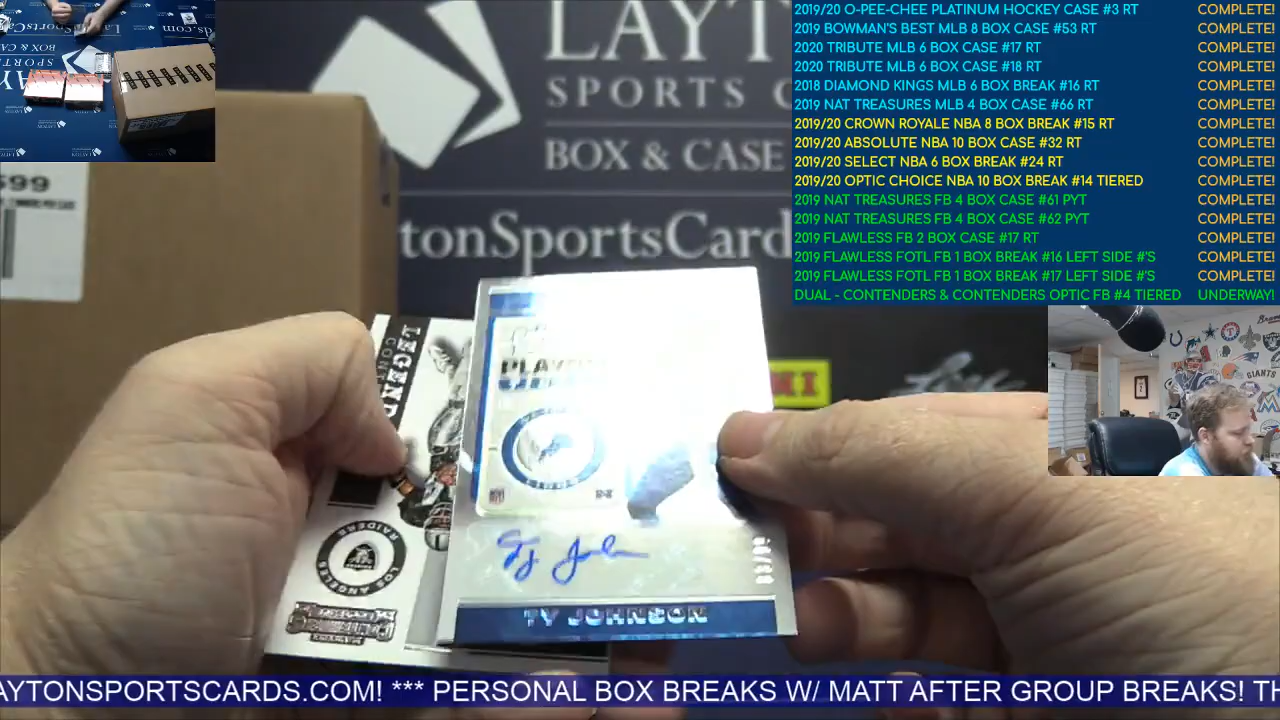 2019/20 O-PEE-CHEE PLATINUM HOCKEY CASE #3 RT COMPLETE!
2019 BOWMAN'S BEST MLB 8 BOX CASE #53 RT COMPLETE!
2020 TRIBUTE MLB 6 BOX CASE #17 RT COMPLETE!
2020 TRIBUTE MLB 6 BOX CASE #18 RT COMPLETE!
2018 DIAMOND KINGS MLB 6 BOX BREAK #16 RT COMPLETE!
2019 NAT TREASURES MLB 4 BOX CASE #66 RT COMPLETE!
2019/20 CROWN ROYALE NBA 8 BOX BREAK #15 RT COMPLETE!
2019/20 ABSOLUTE NBA 10 BOX CASE #32 RT COMPLETE!
2019/20 SELECT NBA 6 BOX BREAK #24 RT COMPLETE!
2019/20 OPTIC CHOICE NBA 10 BOX BREAK #14 TIERED COMPLETE!
2019 NAT TREASURES FB 4 BOX CASE #61 PYT COMPLETE!
2019 NAT TREASURES FB 4 BOX CASE #62 PYT COMPLETE!
2019 FLAWLESS FB 2 BOX CASE #17 RT COMPLETE!
2019 FLAWLESS FOTL FB 1 BOX BREAK #16 LEFT SIDE #'S COMPLETE!
2019 FLAWLESS FOTL FB 1 BOX BREAK #17 LEFT SIDE #'S COMPLETE!
DUAL - CONTENDERS & CONTENDERS OPTIC FB #4 TIERED UNDERWAY!
LAYT
SPORTS C
BOX & CASE
tonSportsCard
599
LEGEND
RAIDERS
LOS ANGELES
Ty Johnson
TY JOHNSON
GIANTS
AYTONSPORTSCARDS.COM! *** PERSONAL BOX BREAKS W/ MATT AFTER GROUP BREAKS! TH